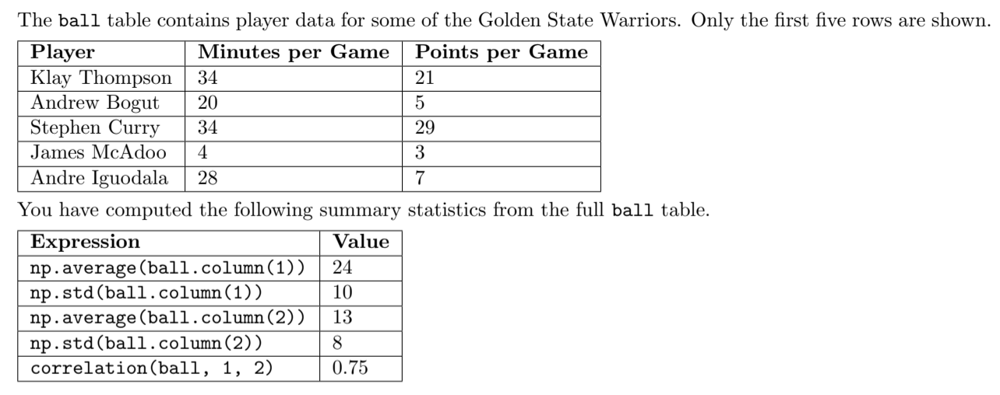 The ball table contains player data for some of the Golden State Warriors. Only the first five rows are shown.
Player Minutes per Game Points per Game
Klay Thompson 34 21
Andrew Bogut 20 5
Stephen Curry 34 29
James McAdoo 4 3
Andre Iguodala 28 7
You have computed the following summary statistics from the full ball table.
Expression Value
np.average(ball.column(1)) 24
np.std(ball.column(1)) 10
np.average(ball.column(2)) 13
np.std(ball.column(2)) 8
correlation(ball, 1, 2) 0.75